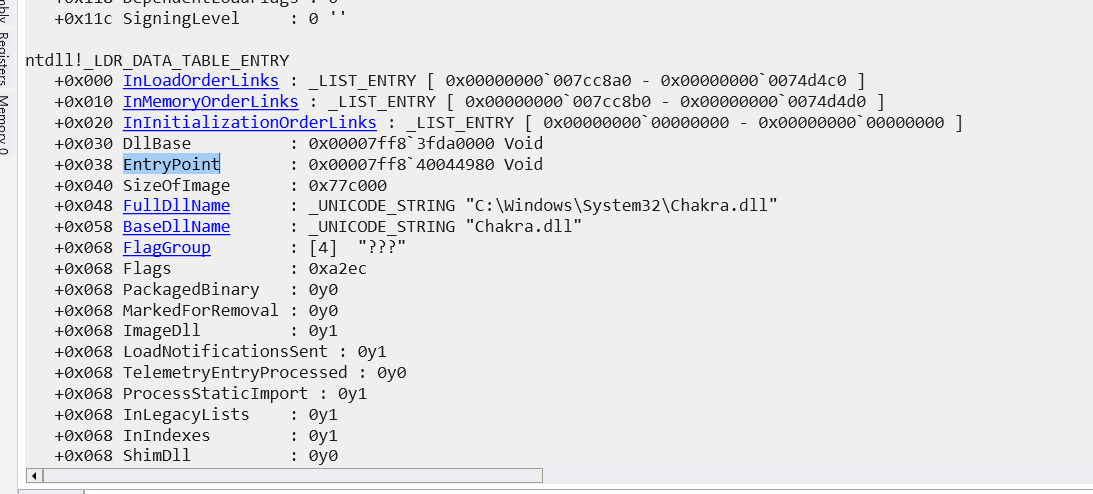 +0x118 DependentLoadFlags : 0
+0x11c SigningLevel     : 0 ''
ntdll!_LDR_DATA_TABLE_ENTRY
+0x000 InLoadOrderLinks : _LIST_ENTRY [ 0x00000000`007cc8a0 - 0x00000000`0074d4c0 ]
+0x010 InMemoryOrderLinks : _LIST_ENTRY [ 0x00000000`007cc8b0 - 0x00000000`0074d4d0 ]
+0x020 InInitializationOrderLinks : _LIST_ENTRY [ 0x00000000`00000000 - 0x00000000`00000000 ]
+0x030 DllBase          : 0x00007ff8`3fda0000 Void
+0x038 EntryPoint       : 0x00007ff8`40044980 Void
+0x040 SizeOfImage      : 0x77c000
+0x048 FullDllName      : _UNICODE_STRING "C:\Windows\System32\Chakra.dll"
+0x058 BaseDllName      : _UNICODE_STRING "Chakra.dll"
+0x068 FlagGroup        : [4]  "???"
+0x068 Flags            : 0xa2ec
+0x068 PackagedBinary   : 0y0
+0x068 MarkedForRemoval : 0y0
+0x068 ImageDll         : 0y1
+0x068 LoadNotificationsSent : 0y1
+0x068 TelemetryEntryProcessed : 0y0
+0x068 ProcessStaticImport : 0y1
+0x068 InLegacyLists    : 0y1
+0x068 InIndexes        : 0y1
+0x068 ShimDll          : 0y0
Registers
Memory 0